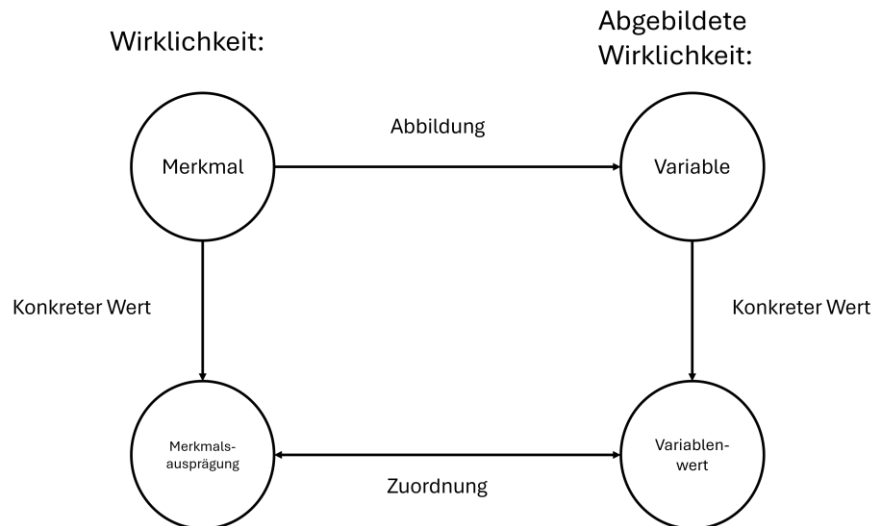 Wirklichkeit:
Abgebildete
Wirklichkeit:
Abbildung
Merkmal
Variable
Konkreter Wert
Konkreter Wert
Merkmals-
ausprägung
Variablen-
wert
Zuordnung